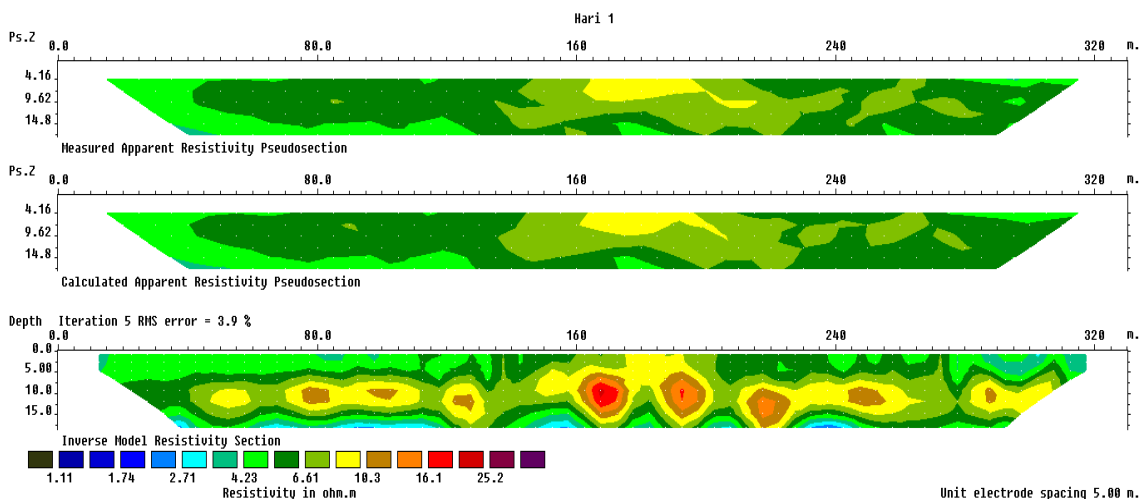 Hari 1
Ps.Z 0.0 80.0 160 240 320 m.
4.16
9.62
14.8
Measured Apparent Resistivity Pseudosection
Ps.Z 0.0 80.0 160 240 320 m.
4.16
9.62
14.8
Calculated Apparent Resistivity Pseudosection
Depth Iteration 5 RMS error = 3.9 %
0.0 80.0 160 240 320 m.
0.0
5.00
10.0
15.0
Inverse Model Resistivity Section
1.11 1.74 2.71 4.23 6.61 10.3 16.1 25.2
Resistivity in ohm.m
Unit electrode spacing 5.00 m.